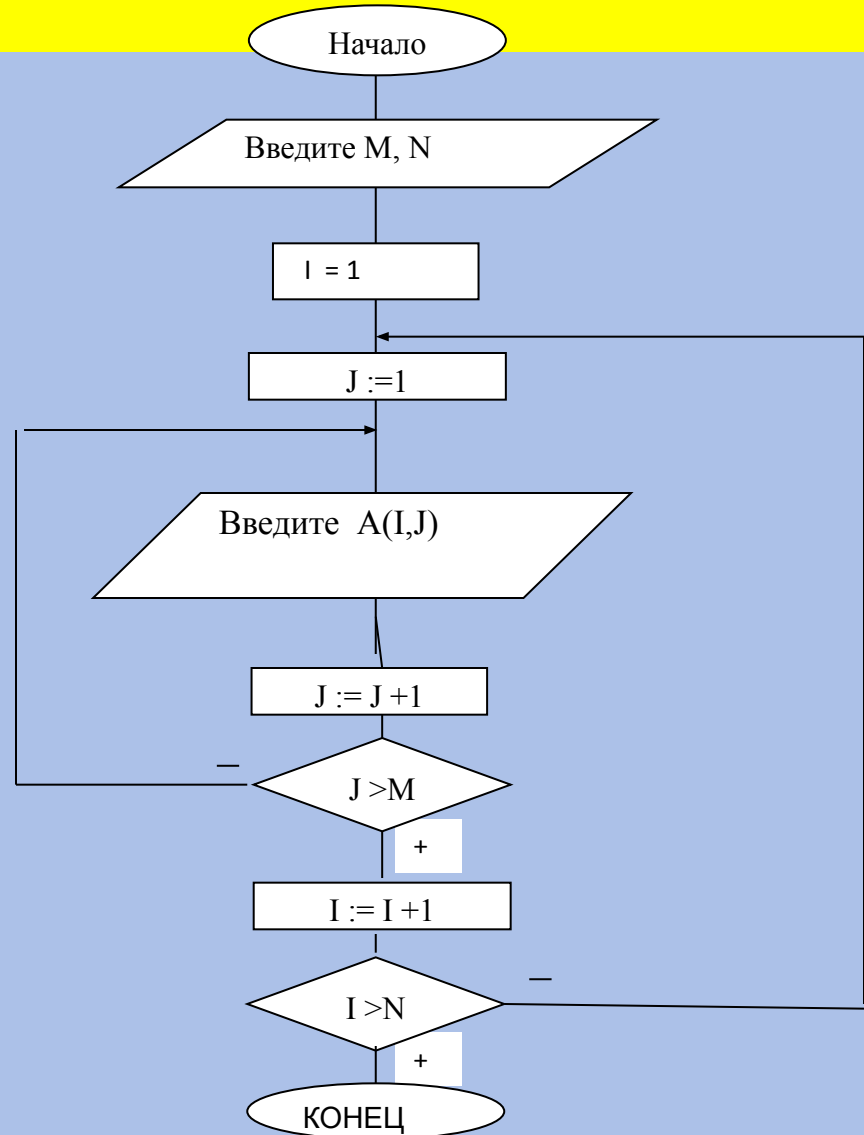 Начало
Введите M, N
I = 1
J :=1
Введите A(I,J)
J := J +1
—
J >M
+
I := I +1
—
I >N
+
КОНЕЦ